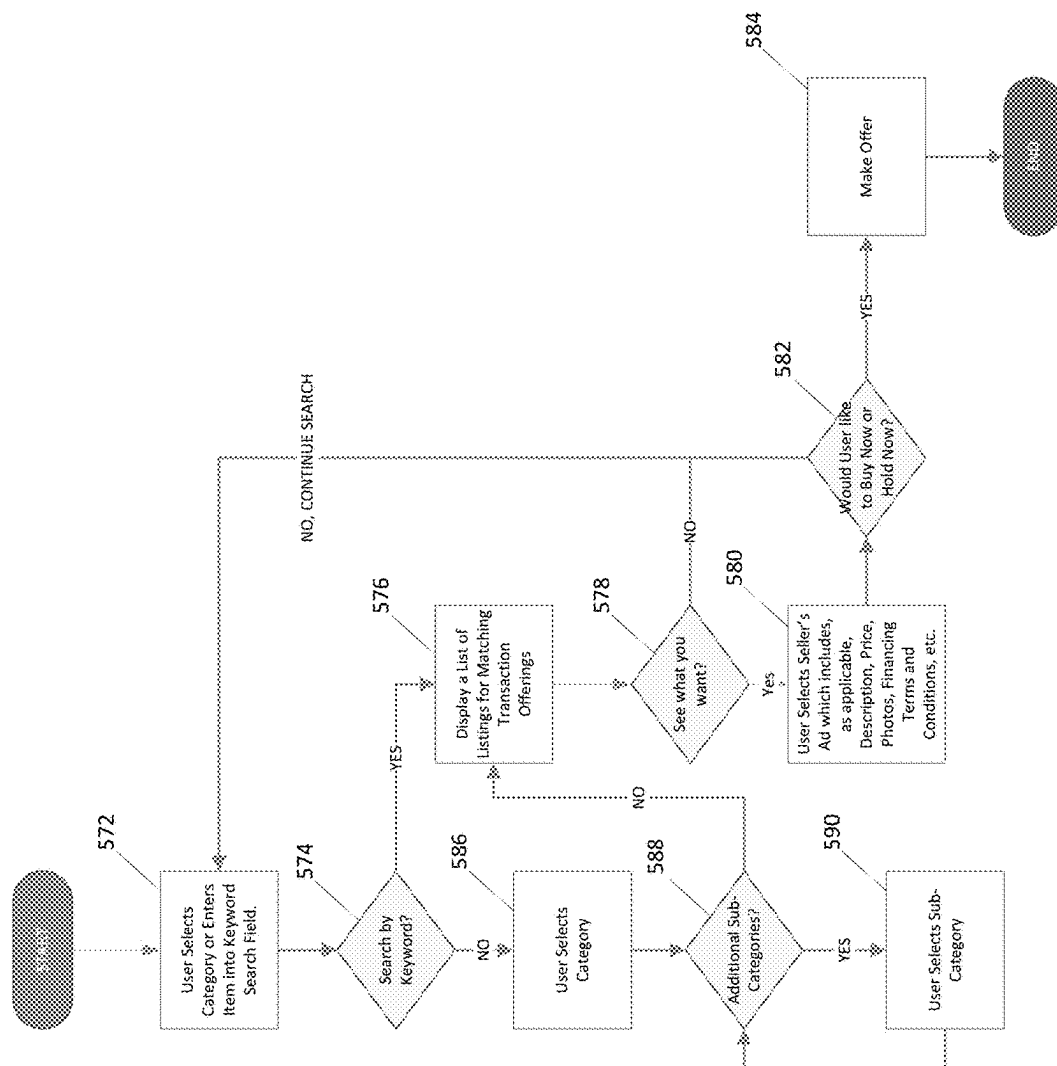 572
User Selects
Category or Enters
Item into Keyword
Search Field.
574
Search by
Keyword?
YES
NO
576
Display a List of
Listings for Matching
Transaction
Offerings
578
See what you
want?
NO
Yes
580
User Selects Seller's
Ad which includes,
as applicable,
Description, Price,
Photos, Financing
Terms and
Conditions, etc.
582
Would User like
to Buy Now or
Hold Now?
NO, CONTINUE SEARCH
YES
584
Make Offer
586
User Selects
Category
588
Additional Sub-
Categories?
NO
YES
590
User Selects Sub-
Category